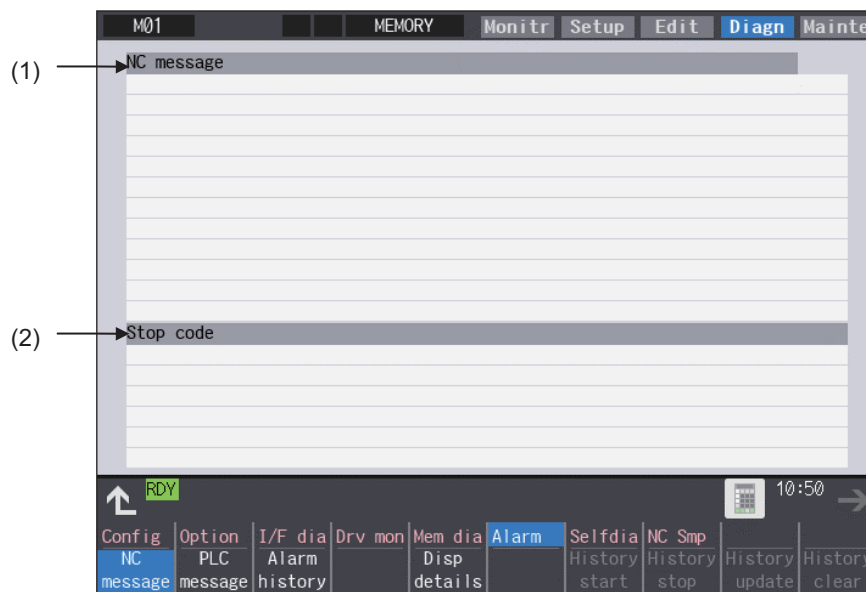 M01 MEMORY Monitr Setup Edit Diagn Mainte
(1) NC message
(2) Stop code
RDY 10:50
Config Option I/F dia Drv mon Mem dia Alarm Selfdia NC Smp
NC PLC Alarm Disp History History History History
message message history details start stop update clear